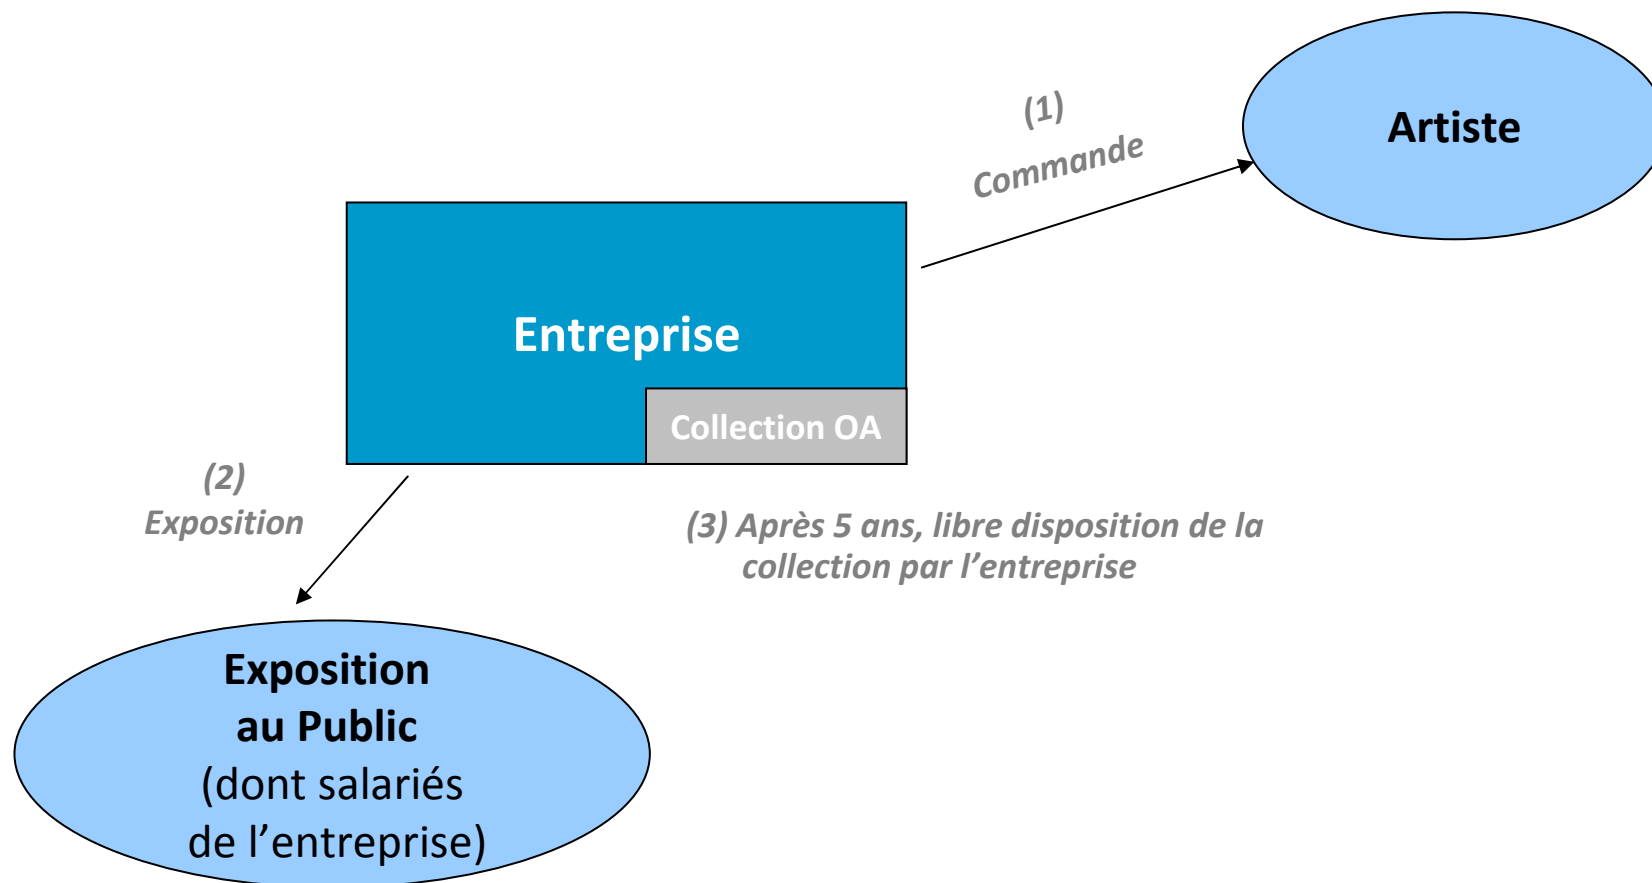 (1)
Commande
Artiste
Entreprise
Collection OA
(2)
Exposition
(3) Après 5 ans, libre disposition de la
collection par l’entreprise
Exposition
au Public
(dont salariés
de l’entreprise)